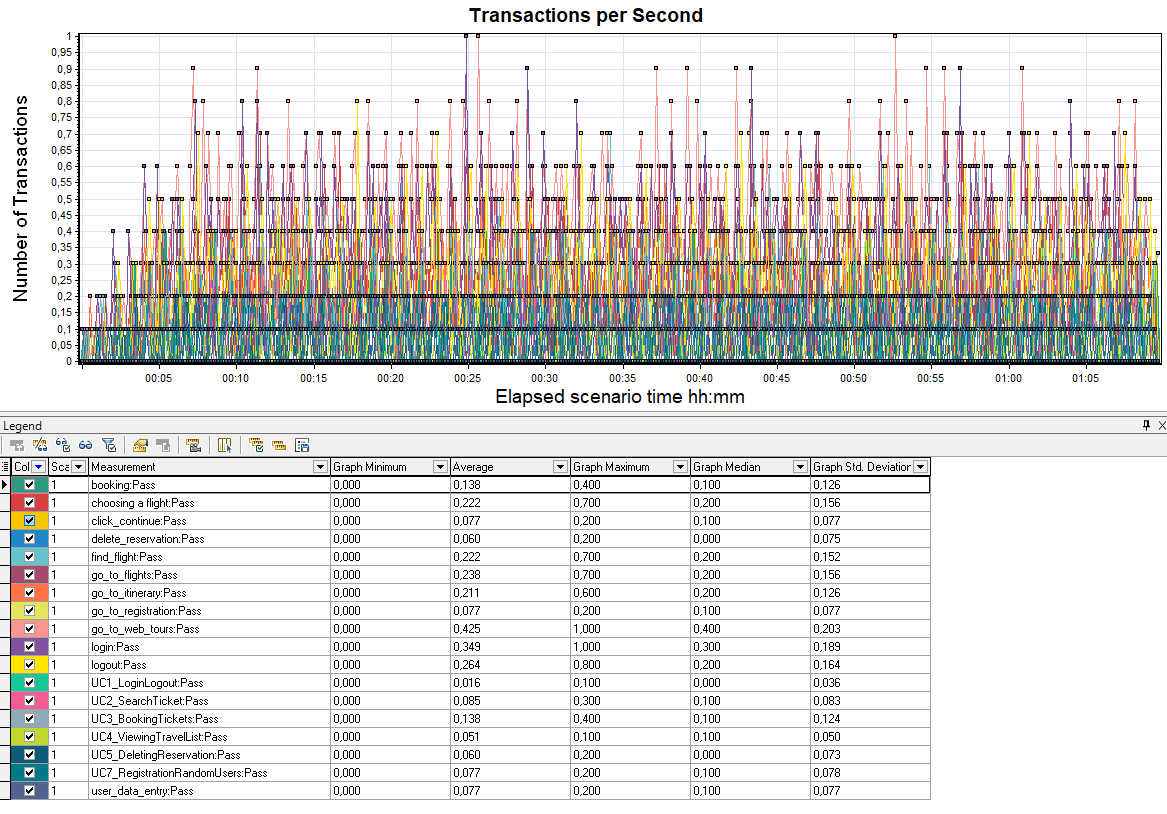 Transactions per Second
Number of Transactions
1
0,95
0,9
0,85
0,8
0,75
0,7
0,65
0,6
0,55
0,5
0,45
0,4
0,35
0,3
0,25
0,2
0,15
0,1
0,05
0
00:05 00:10 00:15 00:20 00:25 00:30 00:35 00:40 00:45 00:50 00:55 01:00 01:05
Elapsed scenario time hh:mm
Legend
Col Sca Measurement Graph Minimum Average Graph Maximum Graph Median Graph Std. Deviation
1 booking:Pass 0,000 0,138 0,400 0,100 0,126
1 choosing a flight:Pass 0,000 0,222 0,700 0,200 0,156
1 click_continue:Pass 0,000 0,077 0,200 0,100 0,077
1 delete_reservation:Pass 0,000 0,060 0,200 0,000 0,075
1 find_flight:Pass 0,000 0,222 0,700 0,200 0,152
1 go_to_flights:Pass 0,000 0,238 0,700 0,200 0,156
1 go_to_itinerary:Pass 0,000 0,211 0,600 0,200 0,126
1 go_to_registration:Pass 0,000 0,077 0,200 0,100 0,077
1 go_to_web_tours:Pass 0,000 0,425 1,000 0,400 0,203
1 login:Pass 0,000 0,349 1,000 0,300 0,189
1 logout:Pass 0,000 0,264 0,800 0,200 0,164
1 UC1_LoginLogout:Pass 0,000 0,016 0,100 0,000 0,036
1 UC2_SearchTicket:Pass 0,000 0,085 0,300 0,100 0,083
1 UC3_BookingTickets:Pass 0,000 0,138 0,400 0,100 0,124
1 UC4_ViewingTravelList:Pass 0,000 0,051 0,100 0,100 0,050
1 UC5_DeletingReservation:Pass 0,000 0,060 0,200 0,000 0,073
1 UC7_RegistrationRandomUsers:Pass 0,000 0,077 0,200 0,100 0,078
1 user_data_entry:Pass 0,000 0,077 0,200 0,100 0,077